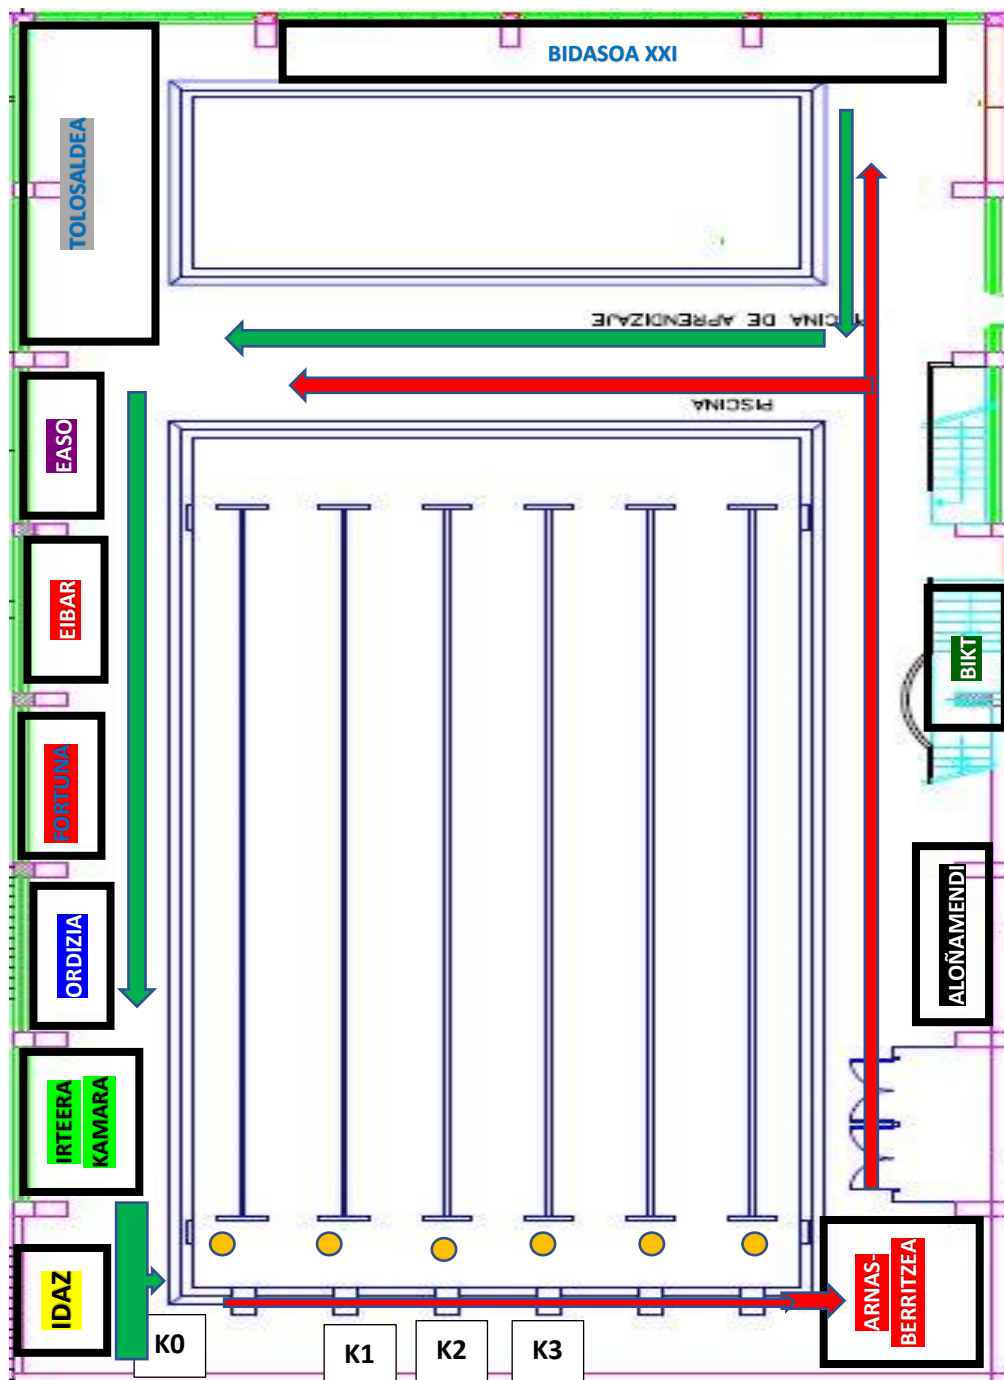 BIDASOA XXI
TOLOSALDEA
PISCINA DE APRENDIZAJE
PISCINA
EASO
EIBAR
BIKT
FORTUNA
ORDIZIA
ALOÑAMENDI
IRTEERA
KAMARA
IDAZ
ARNAS-
BERRITZEA
K0
K1
K2
K3